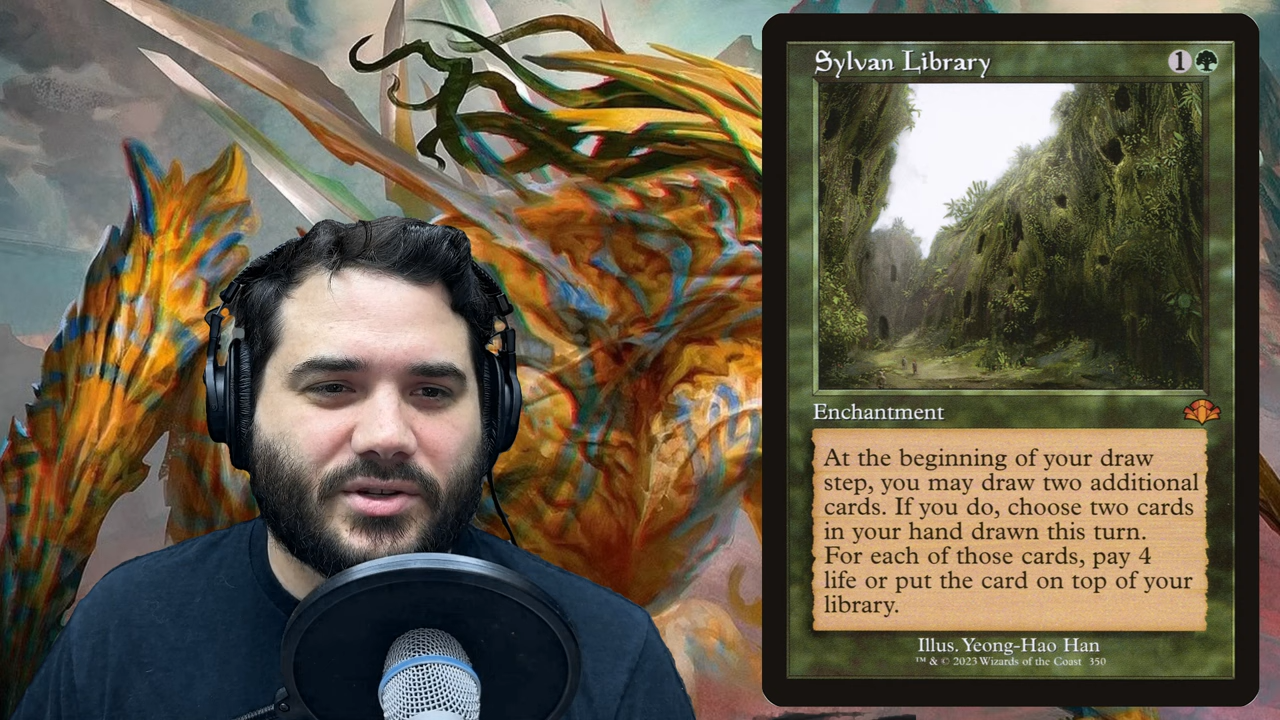 Sylvan Library 1
Enchantment
At the beginning of your draw
step, you may draw two additional
cards. If you do, choose two cards
in your hand drawn this turn.
For each of those cards, pay 4
life or put the card on top of your
library.
Illus. Yeong-Hao Han
™ & © 2023 Wizards of the Coast 350